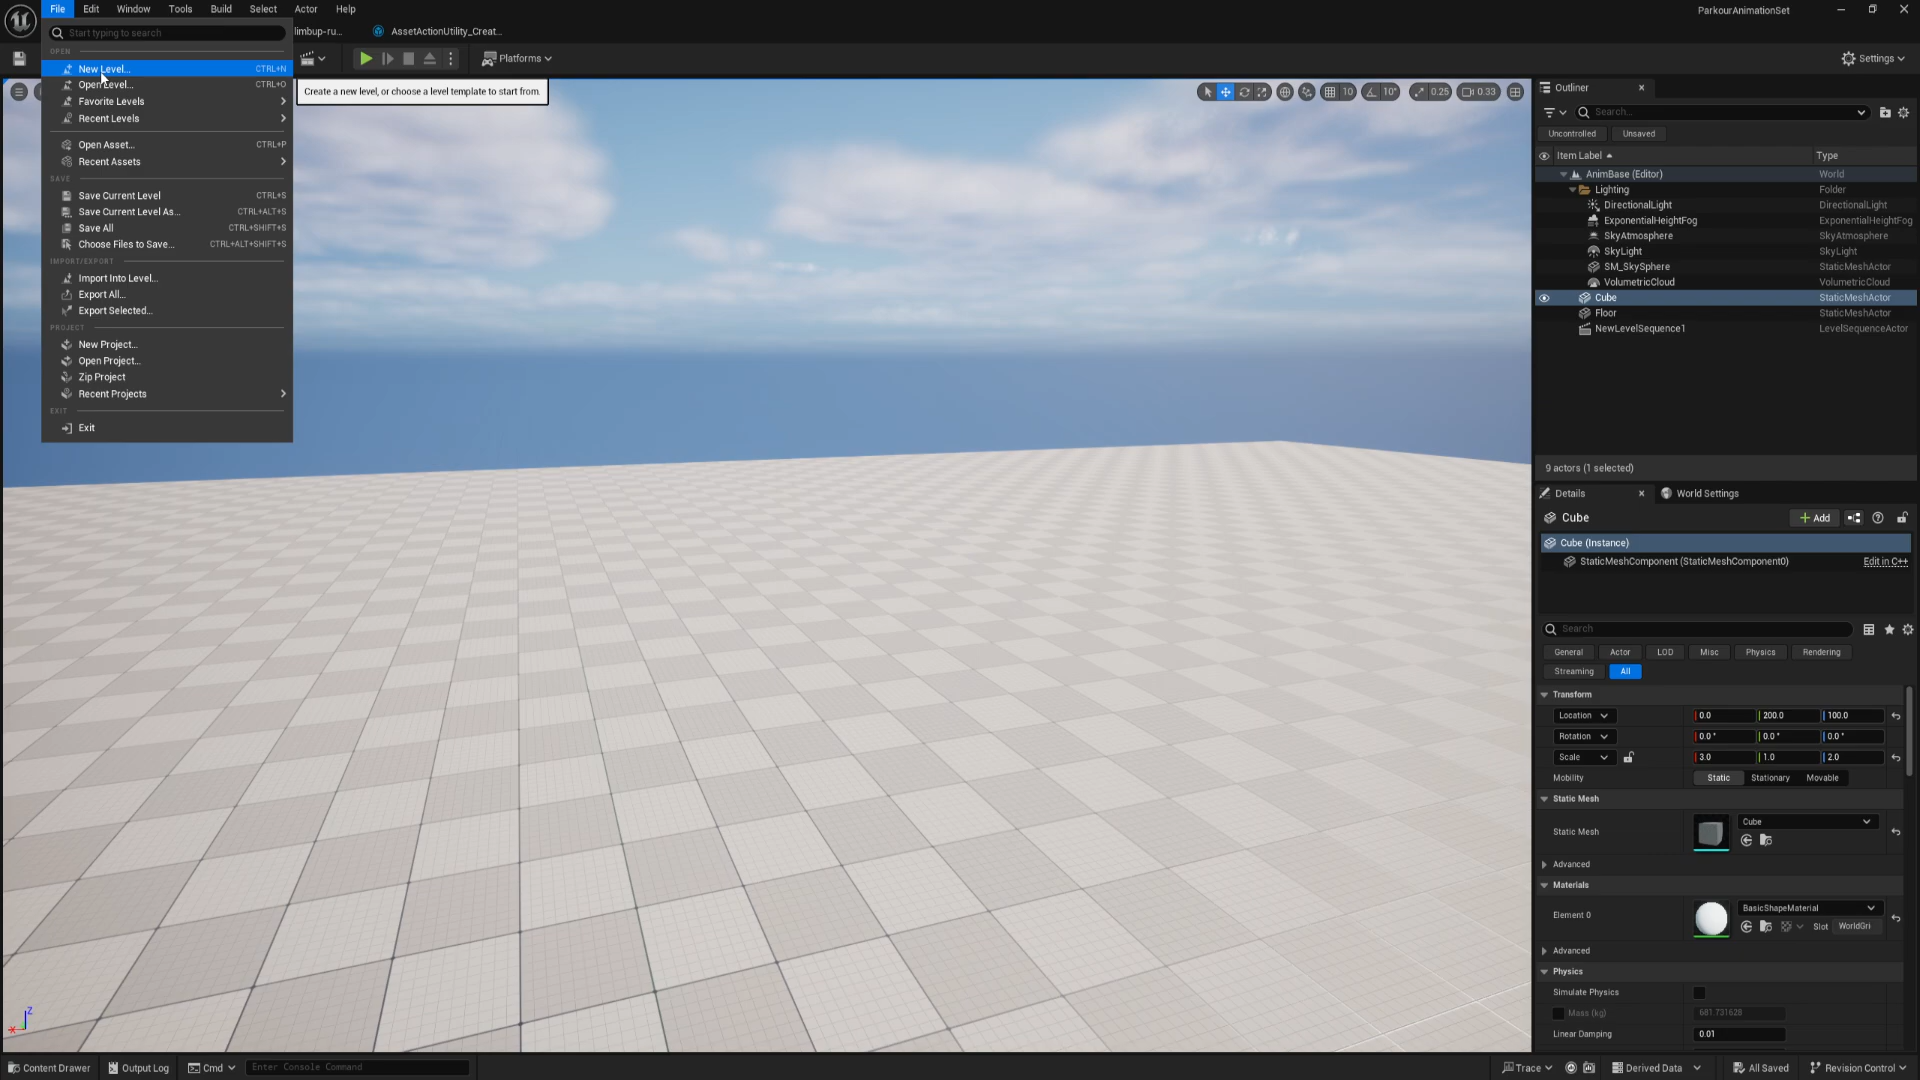 File Edit Window Tools Build Select Actor Help
ParkourAnimationSet
Start typing to search
limbup-ru...
AssetActionUtility_Creat...
OPEN
New Level... CTRL+N
Open Level... CTRL+O
Favorite Levels
Recent Levels
Open Asset... CTRL+P
Recent Assets
SAVE
Save Current Level CTRL+S
Save Current Level As... CTRL+ALT+S
Save All CTRL+SHIFT+S
Choose Files to Save... CTRL+ALT+SHIFT+S
IMPORT/EXPORT
Import Into Level...
Export All...
Export Selected...
PROJECT
New Project...
Open Project...
Zip Project
Recent Projects
EXIT
Exit
Platforms
Settings
Create a new level, or choose a level template to start from.
10 10° 0.25 0.33
Outliner
Search...
Uncontrolled Unsaved
Item Label Type
AnimBase (Editor) World
Lighting Folder
DirectionalLight DirectionalLight
ExponentialHeightFog ExponentialHeightFog
SkyAtmosphere SkyAtmosphere
SkyLight SkyLight
SM_SkySphere StaticMeshActor
VolumetricCloud VolumetricCloud
Cube StaticMeshActor
Floor StaticMeshActor
NewLevelSequence1 LevelSequenceActor
9 actors (1 selected)
Details World Settings
Cube Add
Cube (Instance)
StaticMeshComponent (StaticMeshComponent0) Edit in C++
Search
General Actor LOD Misc Physics Rendering
Streaming All
Transform
Location 0.0 200.0 100.0
Rotation 0.0° 0.0° 0.0°
Scale 3.0 1.0 2.0
Mobility Static Stationary Movable
Static Mesh
Static Mesh Cube
Advanced
Materials
Element 0 BasicShapeMaterial
Slot WorldGri
Advanced
Physics
Simulate Physics
Mass (kg) 681.731628
Linear Damping 0.01
Z
X
Content Drawer Output Log Cmd Enter Console Command
Trace Derived Data All Saved Revision Control